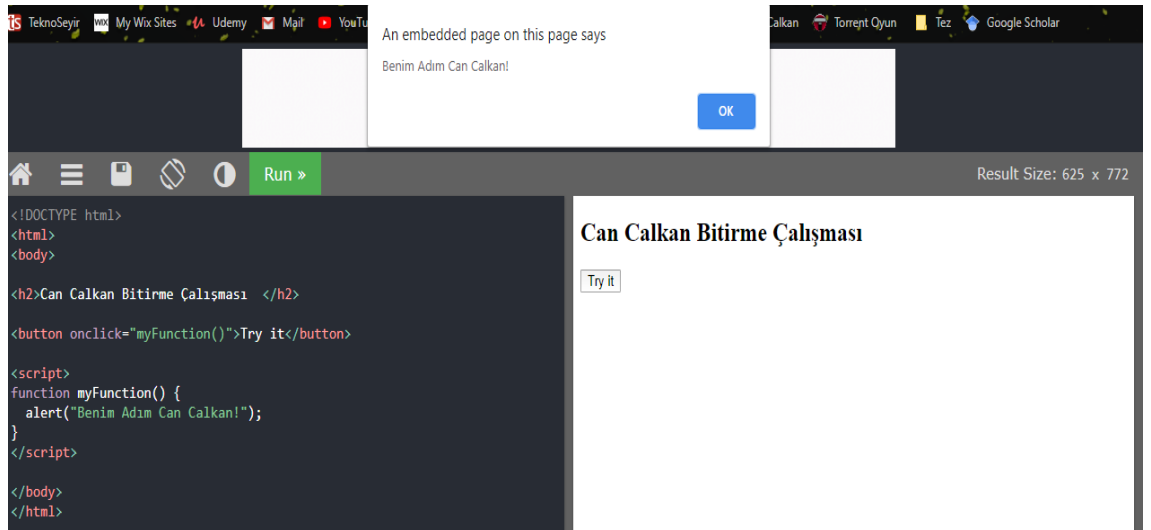 TeknoSeyir My Wix Sites Udemy Mail YouTu
Calkan Torrent Oyun Tez Google Scholar
An embedded page on this page says
Benim Adım Can Calkan!
OK
Run »
Result Size: 625 x 772
<!DOCTYPE html>
<html>
<body>
<h2>Can Calkan Bitirme Çalışması  </h2>
<button onclick="myFunction()">Try it</button>
<script>
function myFunction() {
  alert("Benim Adım Can Calkan!");
}
</script>
</body>
</html>
Can Calkan Bitirme Çalışması
Try it